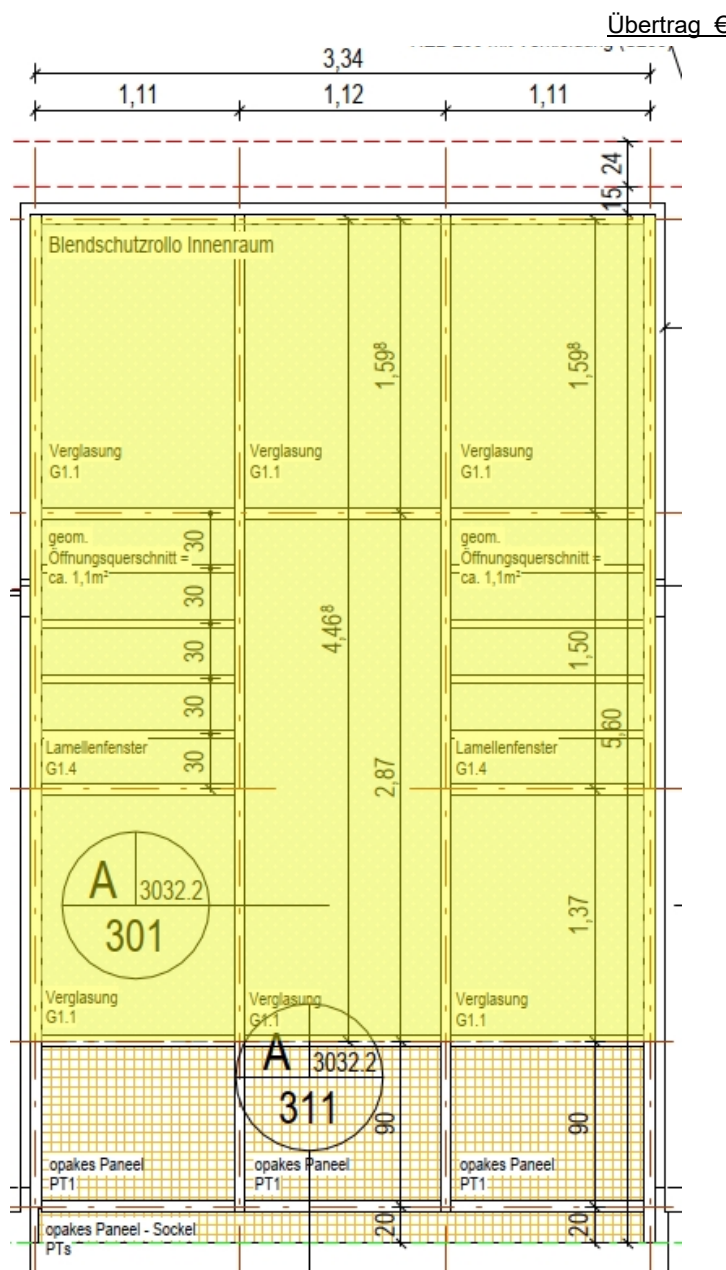 Übertrag €
3,34
1,11
1,12
1,11
24
15
Blendschutzrollo Innenraum
1,59⁸
1,59⁸
Verglasung
G1.1
Verglasung
G1.1
Verglasung
G1.1
geom.
Öffnungsquerschnitt =
ca. 1,1m²
30
30
30
30
30
geom.
Öffnungsquerschnitt =
ca. 1,1m²
4,46⁸
1,50
5,60
2,87
Lamellenfenster
G1.4
Lamellenfenster
G1.4
1,37
A
3032.2
301
Verglasung
G1.1
Verglasung
G1.1
Verglasung
G1.1
A
3032.2
311
90
90
opakes Paneel
PT1
opakes Paneel
PT1
opakes Paneel
PT1
opakes Paneel - Sockel
PTs
20
20